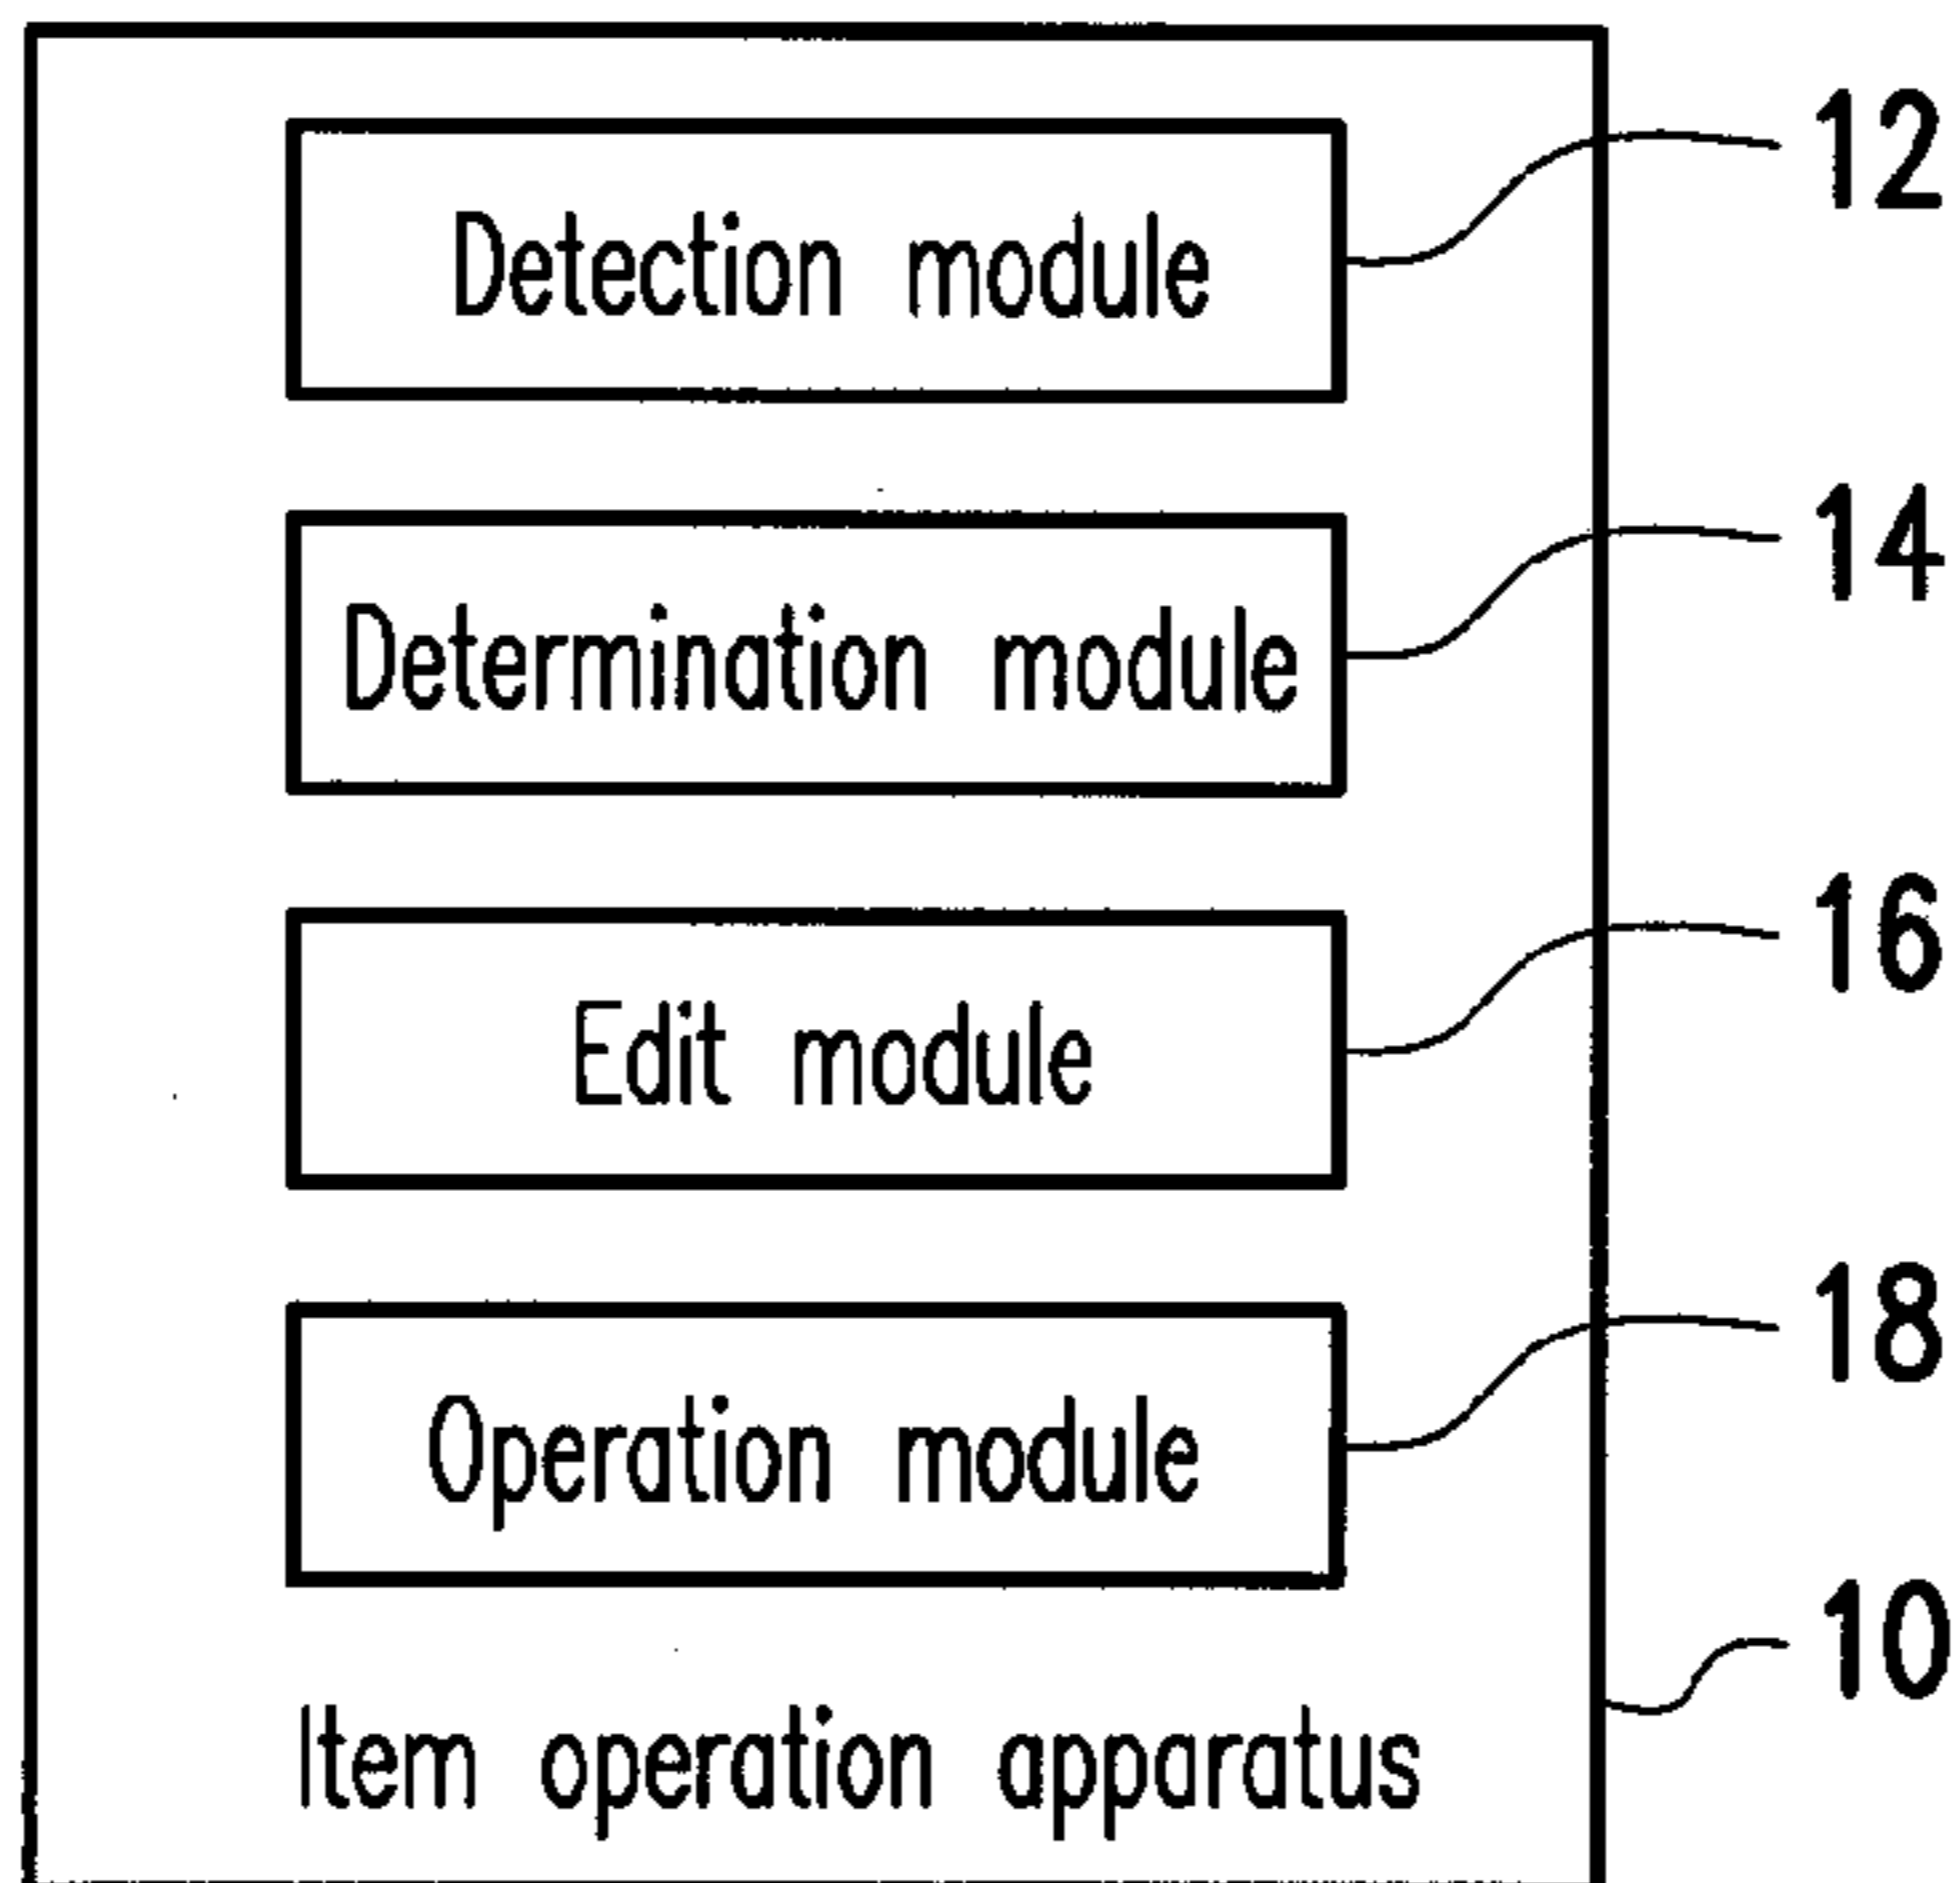 Detection module 12
Determination module 14
Edit module 16
Operation module 18
10
Item operation apparatus